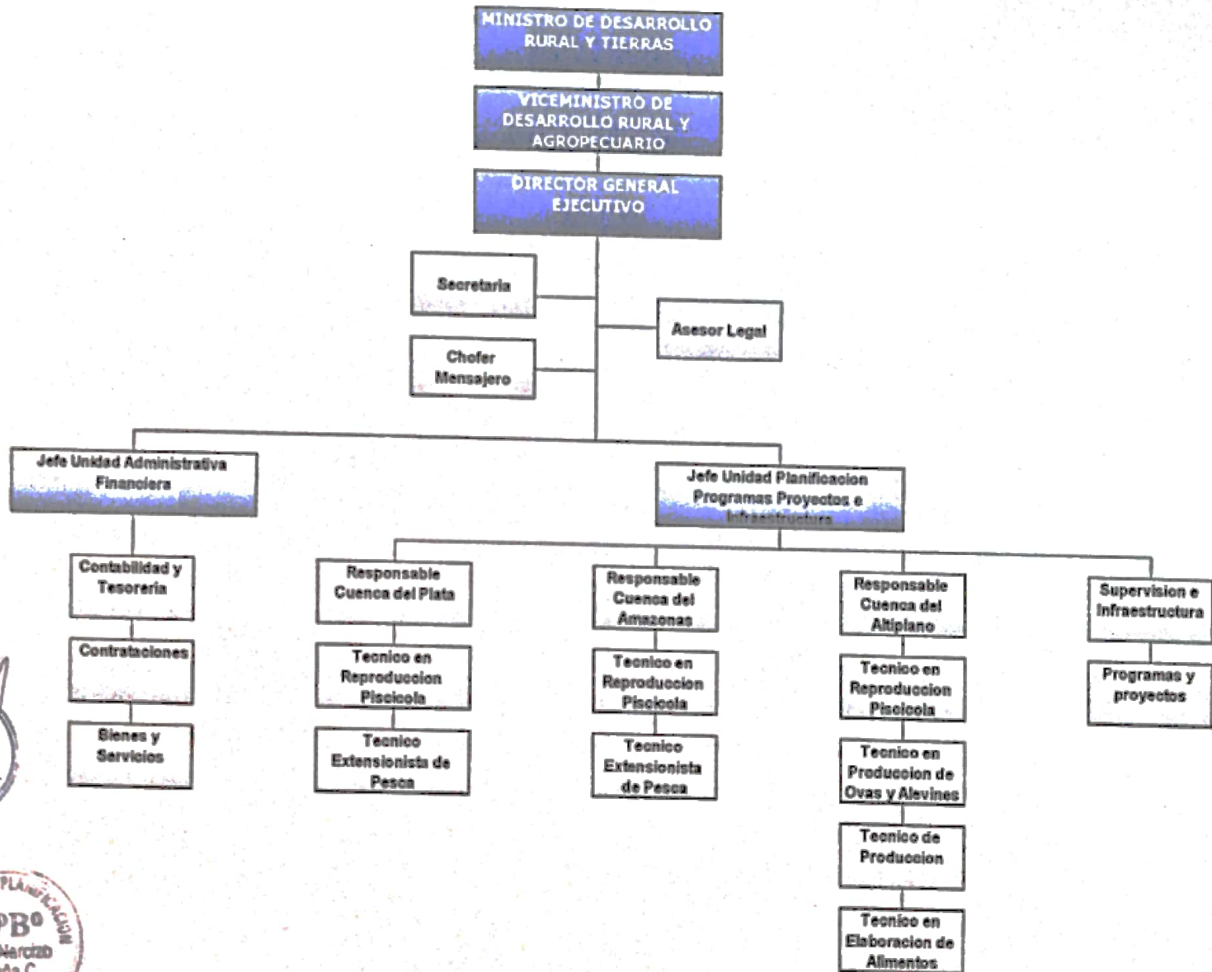 MINISTRO DE DESARROLLO
RURAL Y TIERRAS
VICEMINISTRO DE
DESARROLLO RURAL Y
AGROPECUARIO
DIRECTOR GENERAL
EJECUTIVO
Secretaria
Asesor Legal
Chofer
Mensajero
Jefe Unidad Administrativa
Financiera
Jefe Unidad Planificacion
Programas Proyectos e
Infraestructura
Contabilidad y
Tesoreria
Contrataciones
Bienes y
Servicios
Responsable
Cuenca del Plata
Tecnico en
Reproduccion
Piscicola
Tecnico
Extensionista de
Pesca
Responsable
Cuenca del
Amazonas
Tecnico en
Reproduccion
Piscicola
Tecnico
Extensionista
de Pesca
Responsable
Cuenca del
Altiplano
Tecnico en
Reproduccion
Piscicola
Tecnico en
Produccion de
Ovas y Alevines
Tecnico de
Produccion
Tecnico en
Elaboracion de
Alimentos
Supervision e
Infraestructura
Programas y
proyectos
PLANIFICACION
Narcizo